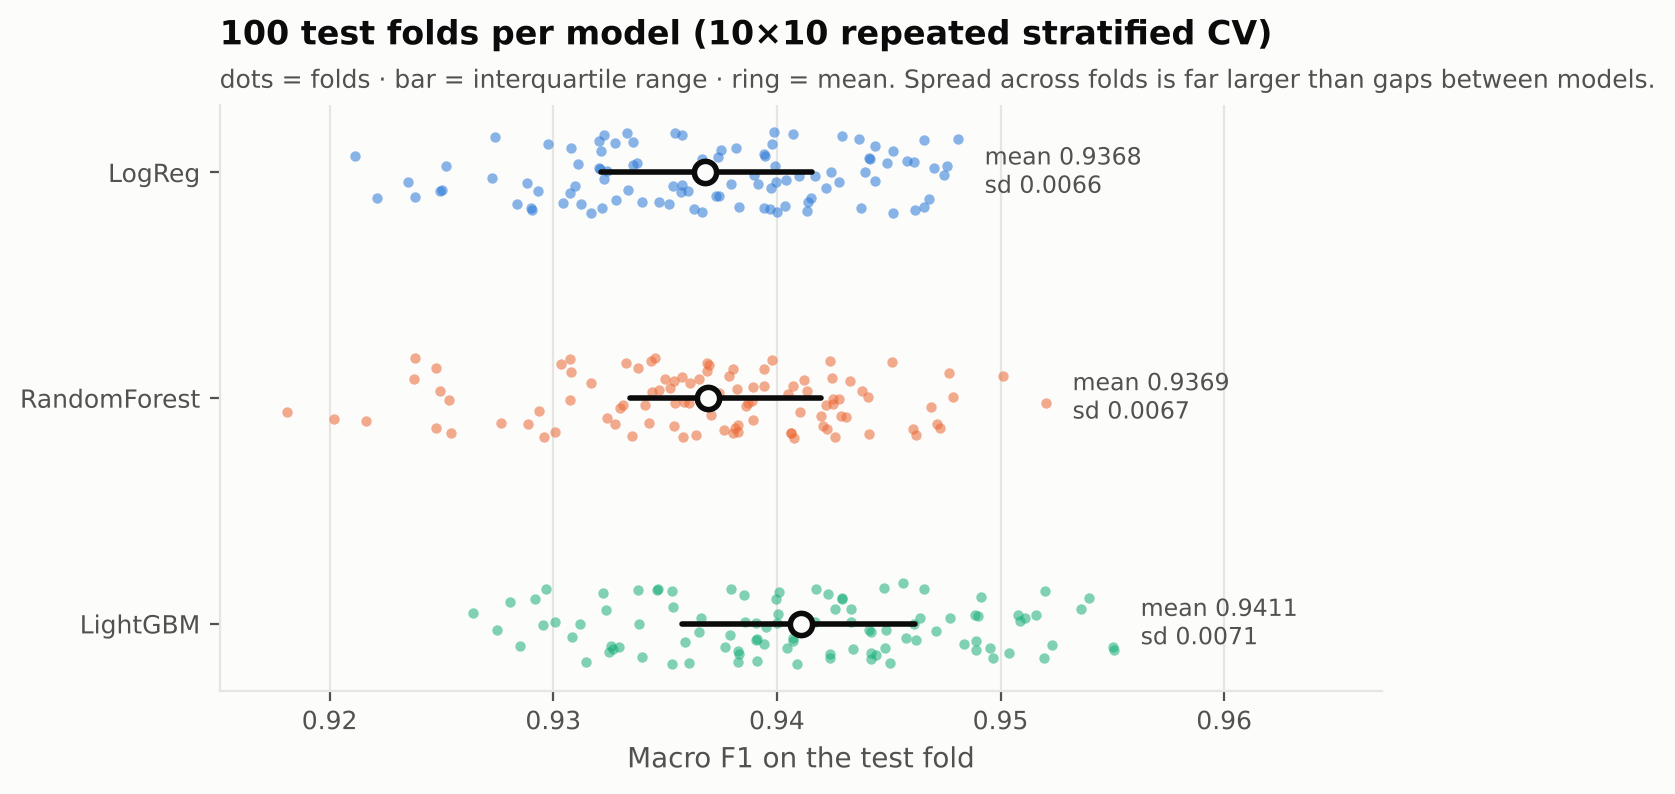 100 test folds per model (10×10 repeated stratified CV)
dots = folds · bar = interquartile range · ring = mean. Spread across folds is far larger than gaps between models.
LogReg
mean 0.9368
sd 0.0066
RandomForest
mean 0.9369
sd 0.0067
LightGBM
mean 0.9411
sd 0.0071
0.92 0.93 0.94 0.95 0.96
Macro F1 on the test fold